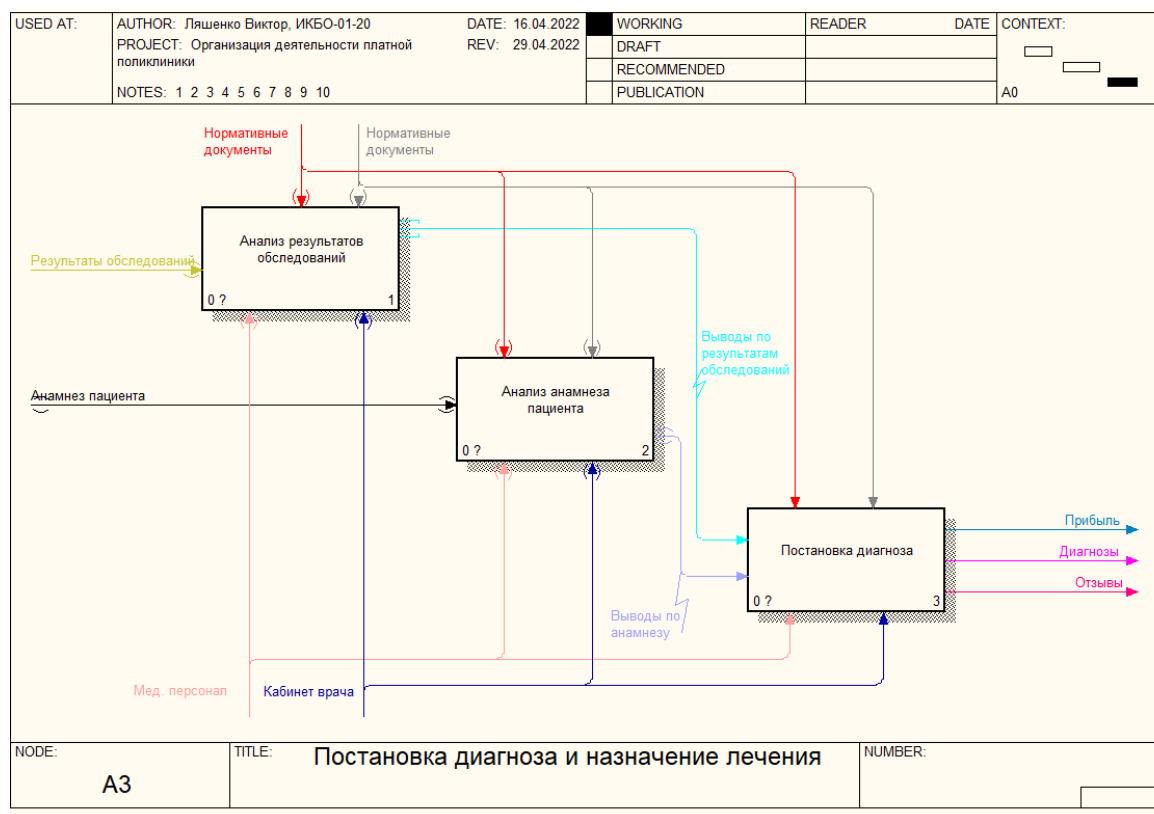 USED AT:
AUTHOR: Ляшенко Виктор, ИКБО-01-20
DATE: 16.04.2022
WORKING
READER
DATE
CONTEXT:
PROJECT: Организация деятельности платной
поликлиники
REV: 29.04.2022
DRAFT
RECOMMENDED
NOTES: 1 2 3 4 5 6 7 8 9 10
PUBLICATION
A0
Нормативные
документы
Нормативные
документы
Анализ результатов
обследований
0 ?
1
Результаты обследований
Выводы по
результатам
обследований
Анамнез пациента
Анализ анамнеза
пациента
0 ?
2
Прибыль
Постановка диагноза
Диагнозы
Отзывы
0 ?
3
Выводы по
анамнезу
Мед. персонал
Кабинет врача
NODE:
A3
TITLE:
Постановка диагноза и назначение лечения
NUMBER: